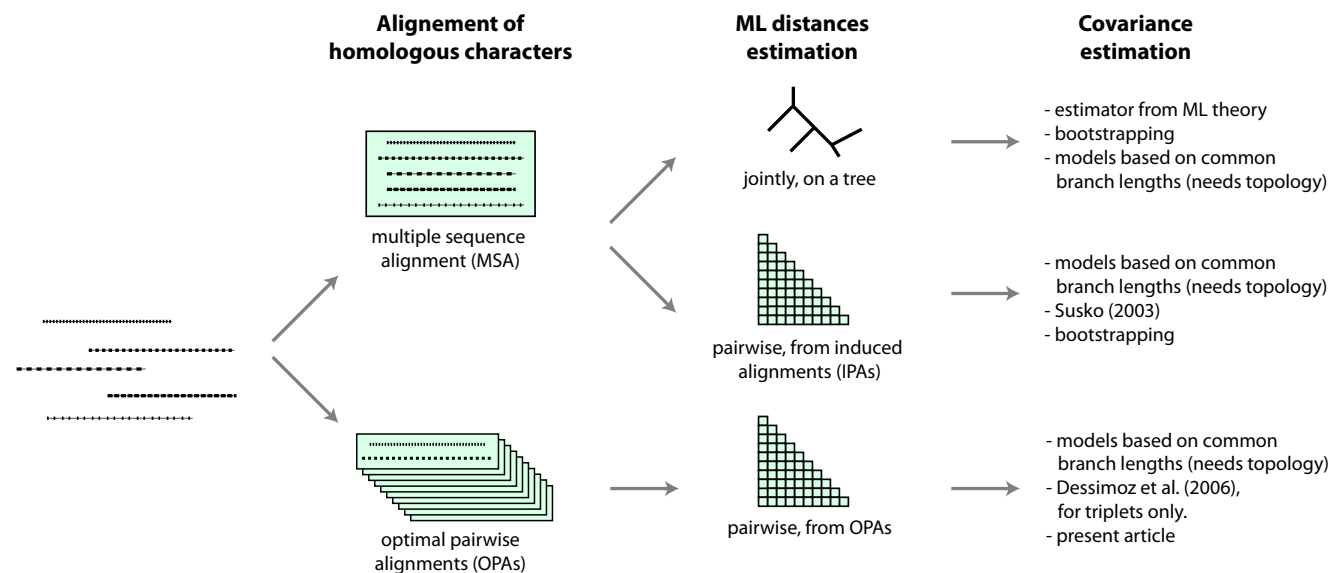 Alignement of
homologous characters
ML distances
estimation
Covariance
estimation
multiple sequence
alignment (MSA)
jointly, on a tree
- estimator from ML theory
- bootstrapping
- models based on common
branch lengths (needs topology)
pairwise, from induced
alignments (IPAs)
- models based on common
branch lengths (needs topology)
- Susko (2003)
- bootstrapping
optimal pairwise
alignments (OPAs)
pairwise, from OPAs
- models based on common
branch lengths (needs topology)
- Dessimoz et al. (2006),
for triplets only.
- present article